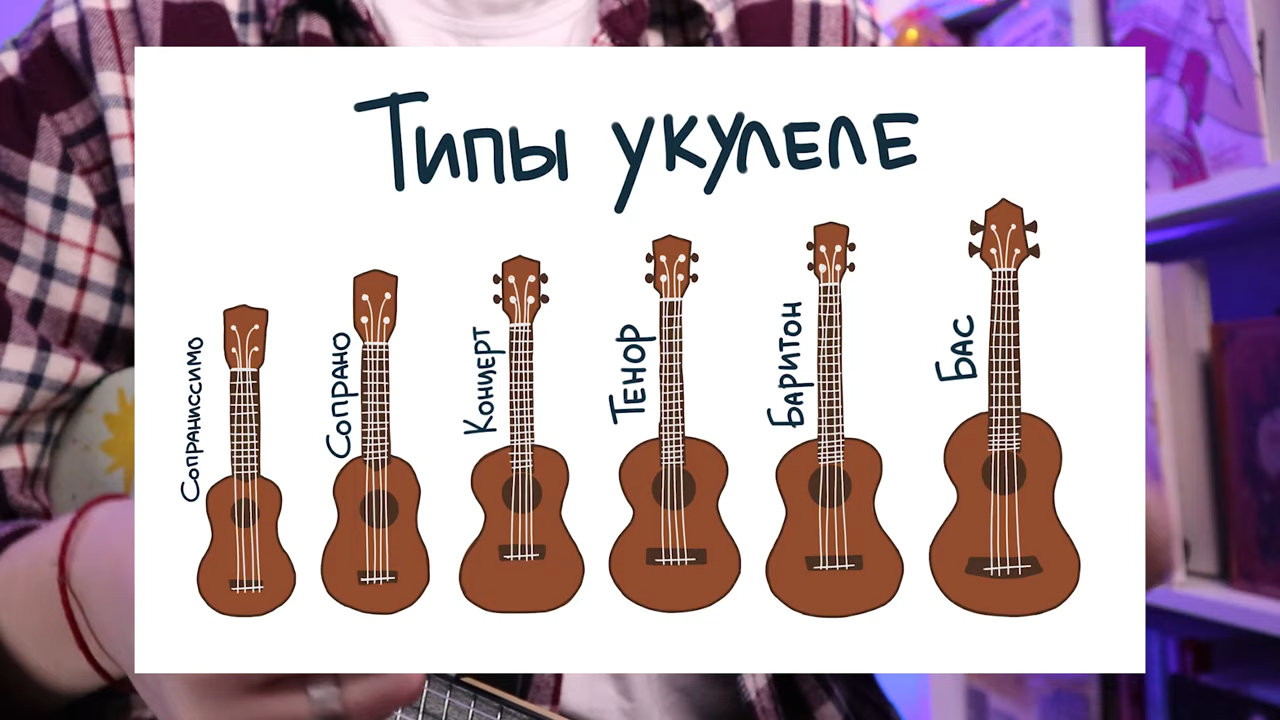 Типы укулеле
Сопраниссимо
Сопрано
Концерт
Тенор
Баритон
Бас